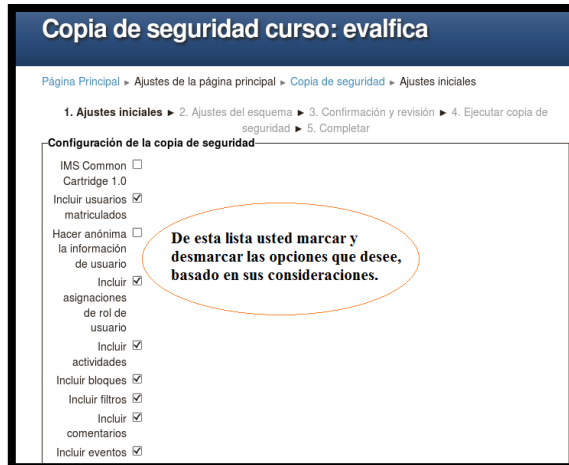 Copia de seguridad curso: evalfica
Página Principal ► Ajustes de la página principal ► Copia de seguridad ► Ajustes iniciales
1. Ajustes iniciales ► 2. Ajustes del esquema ► 3. Confirmación y revisión ► 4. Ejecutar copia de
seguridad ► 5. Completar
Configuración de la copia de seguridad
IMS Common
Cartridge 1.0
Incluir usuarios
matriculados
Hacer anónima
la información
de usuario
Incluir
asignaciones
de rol de
usuario
Incluir
actividades
Incluir bloques
Incluir filtros
Incluir
comentarios
Incluir eventos
De esta lista usted marcar y
desmarcar las opciones que desee,
basado en sus consideraciones.